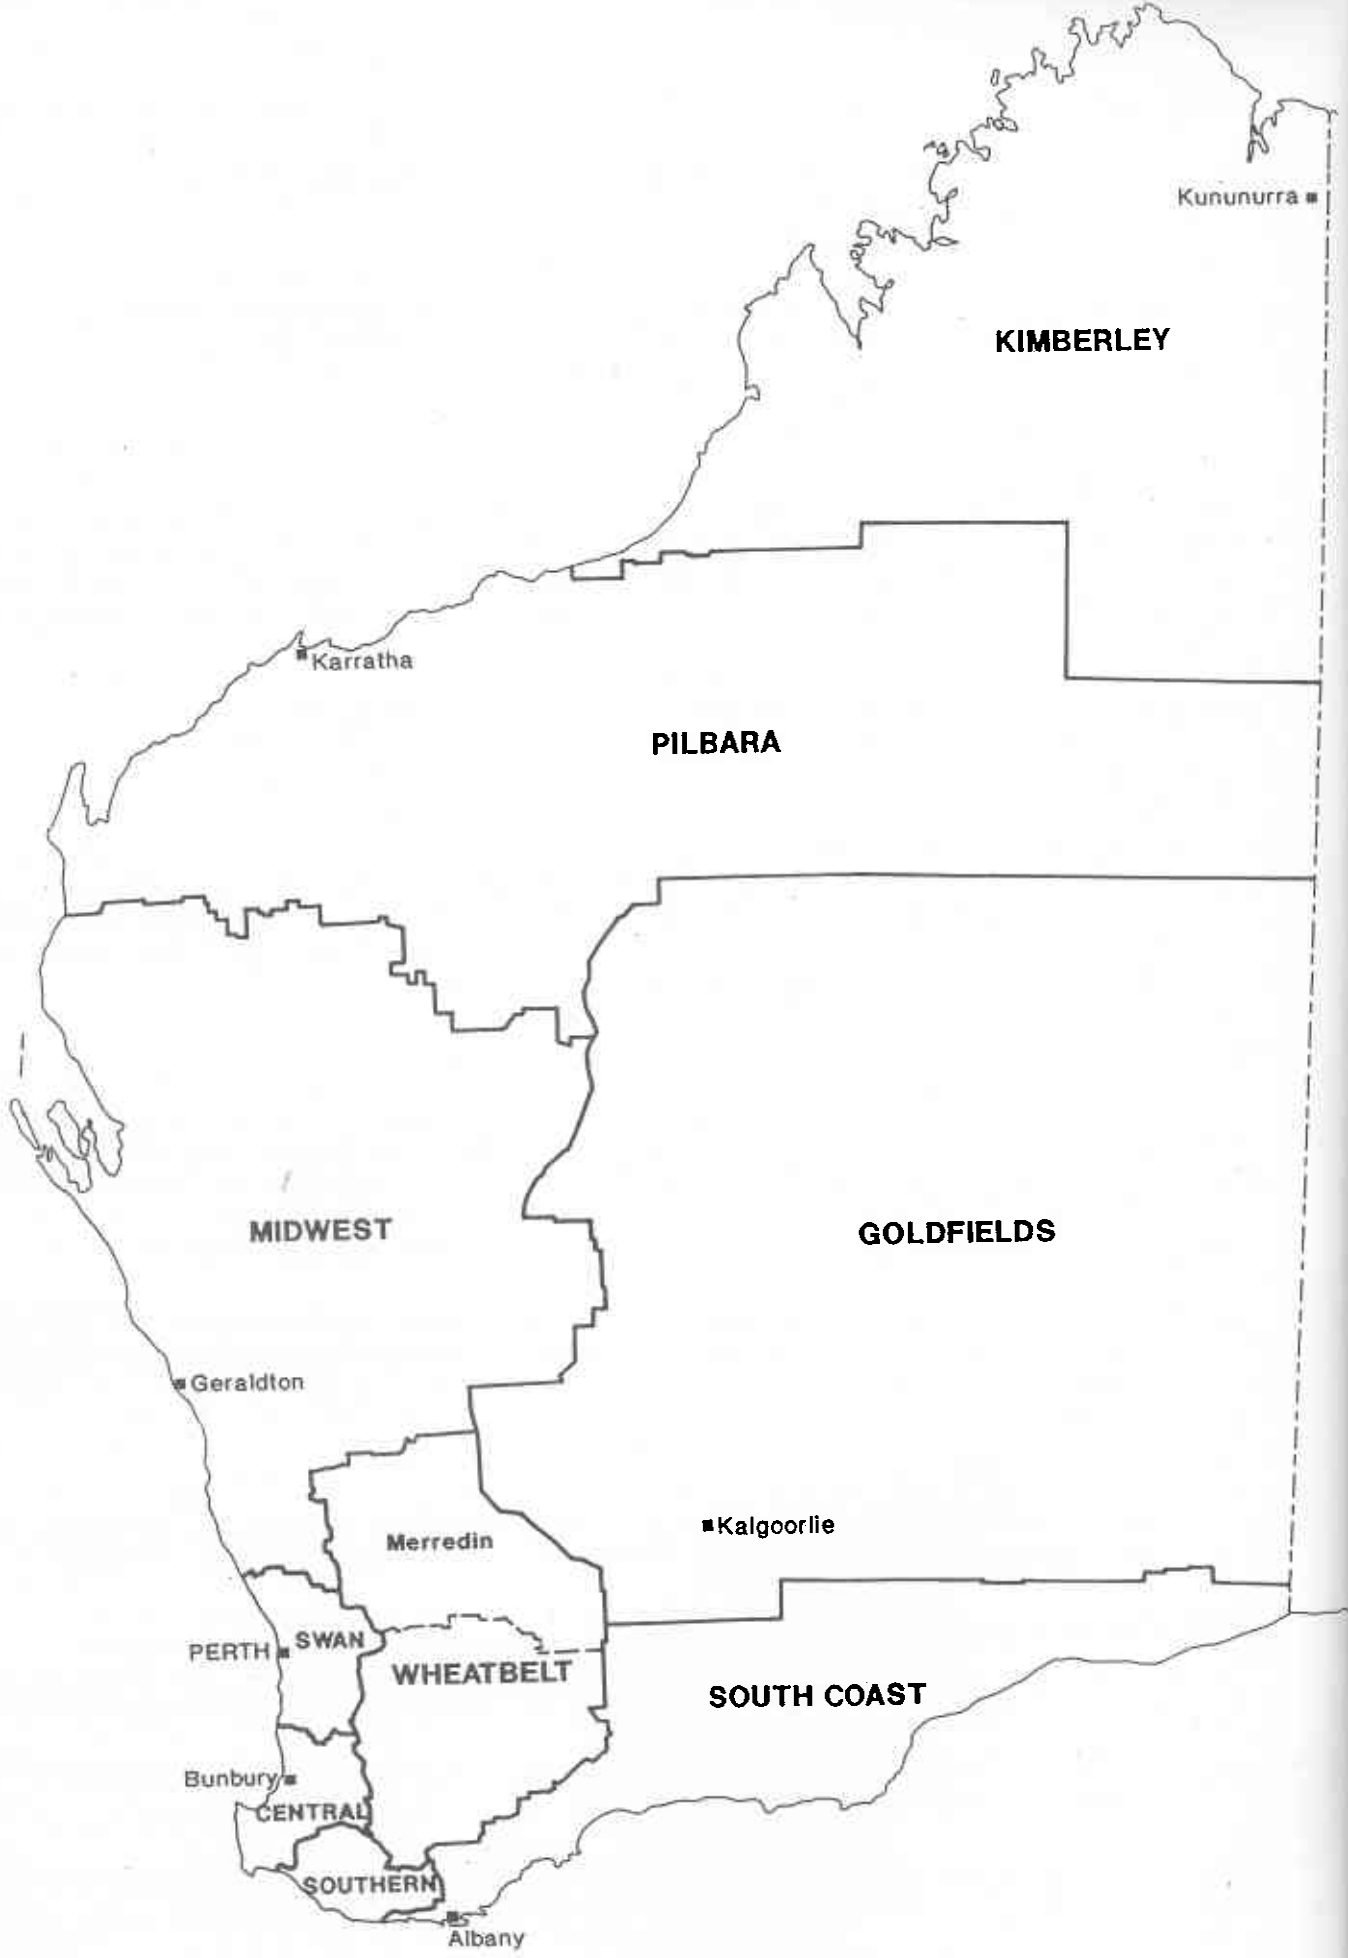 Kununurra
KIMBERLEY
Karratha
PILBARA
MIDWEST
GOLDFIELDS
Geraldton
Kalgoorlie
Merredin
SWAN
PERTH
WHEATBELT
SOUTH COAST
Bunbury
CENTRAL
SOUTHERN
Albany